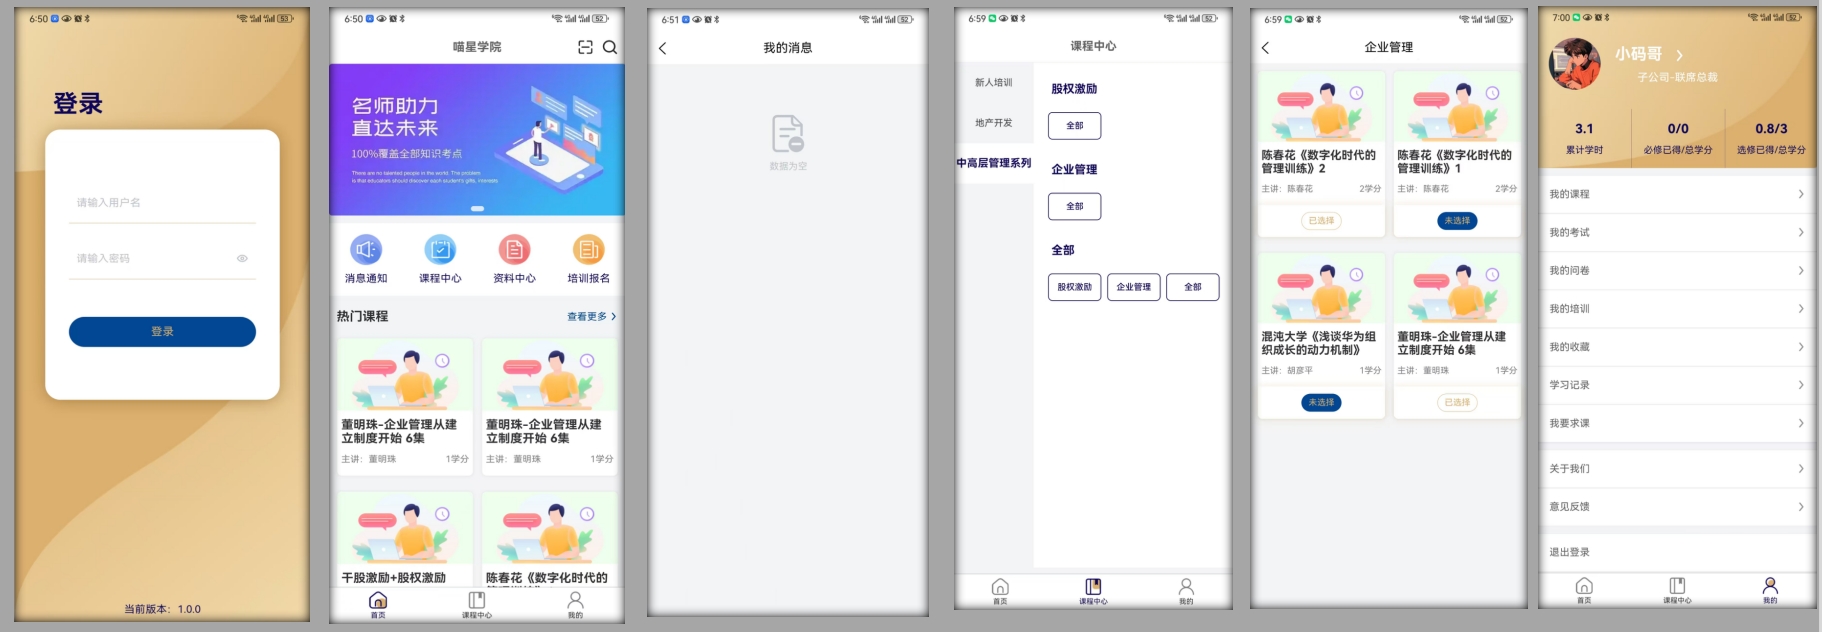 6:50
53
登录
请输入用户名
请输入密码
登录
当前版本：1.0.0
6:50
52
喵星学院
名师助力
直达未来
100%覆盖全部知识考点
There are no talented people in the world. The problem
is that educators should discover each student's gifts,
消息通知
课程中心
资料中心
培训报名
热门课程
查看更多
董明珠-企业管理从建
立制度开始 6集
主讲：董明珠
1学分
董明珠-企业管理从建
立制度开始 6集
主讲：董明珠
1学分
干股激励+股权激励
陈春花《数字化时代的
首页
课程中心
我的
6:51
52
我的消息
数据为空
6:59
52
课程中心
新人培训
地产开发
中高层管理系列
股权激励
全部
企业管理
全部
全部
股权激励
企业管理
全部
首页
课程中心
我的
6:59
52
企业管理
陈春花《数字化时代的
管理训练》2
主讲：陈春花
2学分
已选择
陈春花《数字化时代的
管理训练》1
主讲：陈春花
2学分
未选择
混沌大学《浅谈华为组
织成长的动力机制》
主讲：胡彦平
1学分
未选择
董明珠-企业管理从建
立制度开始 6集
主讲：董明珠
1学分
已选择
7:00
52
小码哥
子公司-联席总裁
3.1
累计学时
0/0
必修已得/总学分
0.8/3
选修已得/总学分
我的课程
我的考试
我的问卷
我的培训
我的收藏
学习记录
我要求课
关于我们
意见反馈
退出登录
首页
课程中心
我的